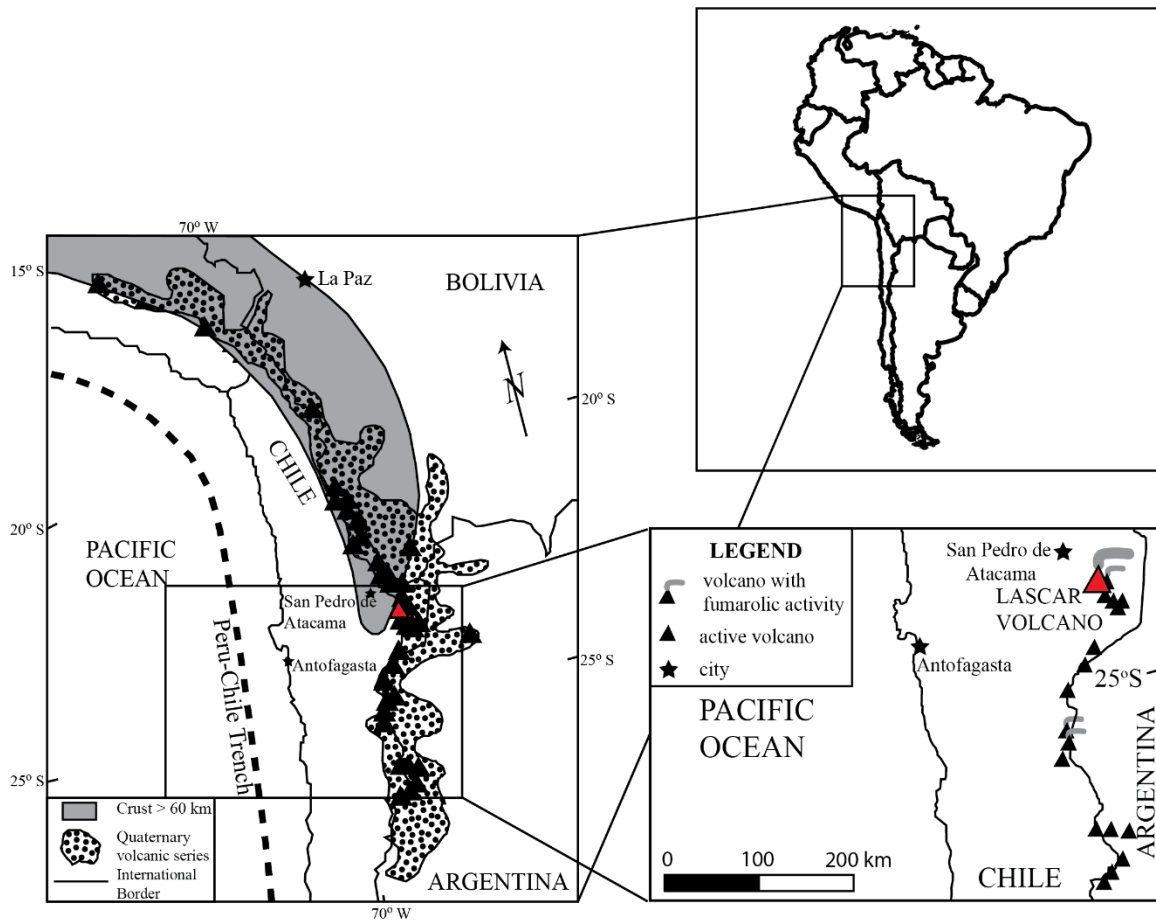 70° W
15° S
La Paz
BOLIVIA
N
20° S
CHILE
20° S
PACIFIC
OCEAN
San Pedro de
Atacama
Antofagasta
25° S
Peru-Chile Trench
25° S
Crust > 60 km
Quaternary
volcanic series
International
Border
ARGENTINA
70° W
LEGEND
volcano with
fumarolic activity
active volcano
city
San Pedro de
Atacama
LASCAR
VOLCANO
Antofagasta
25°S
PACIFIC
OCEAN
ARGENTINA
0 100 200 km
CHILE